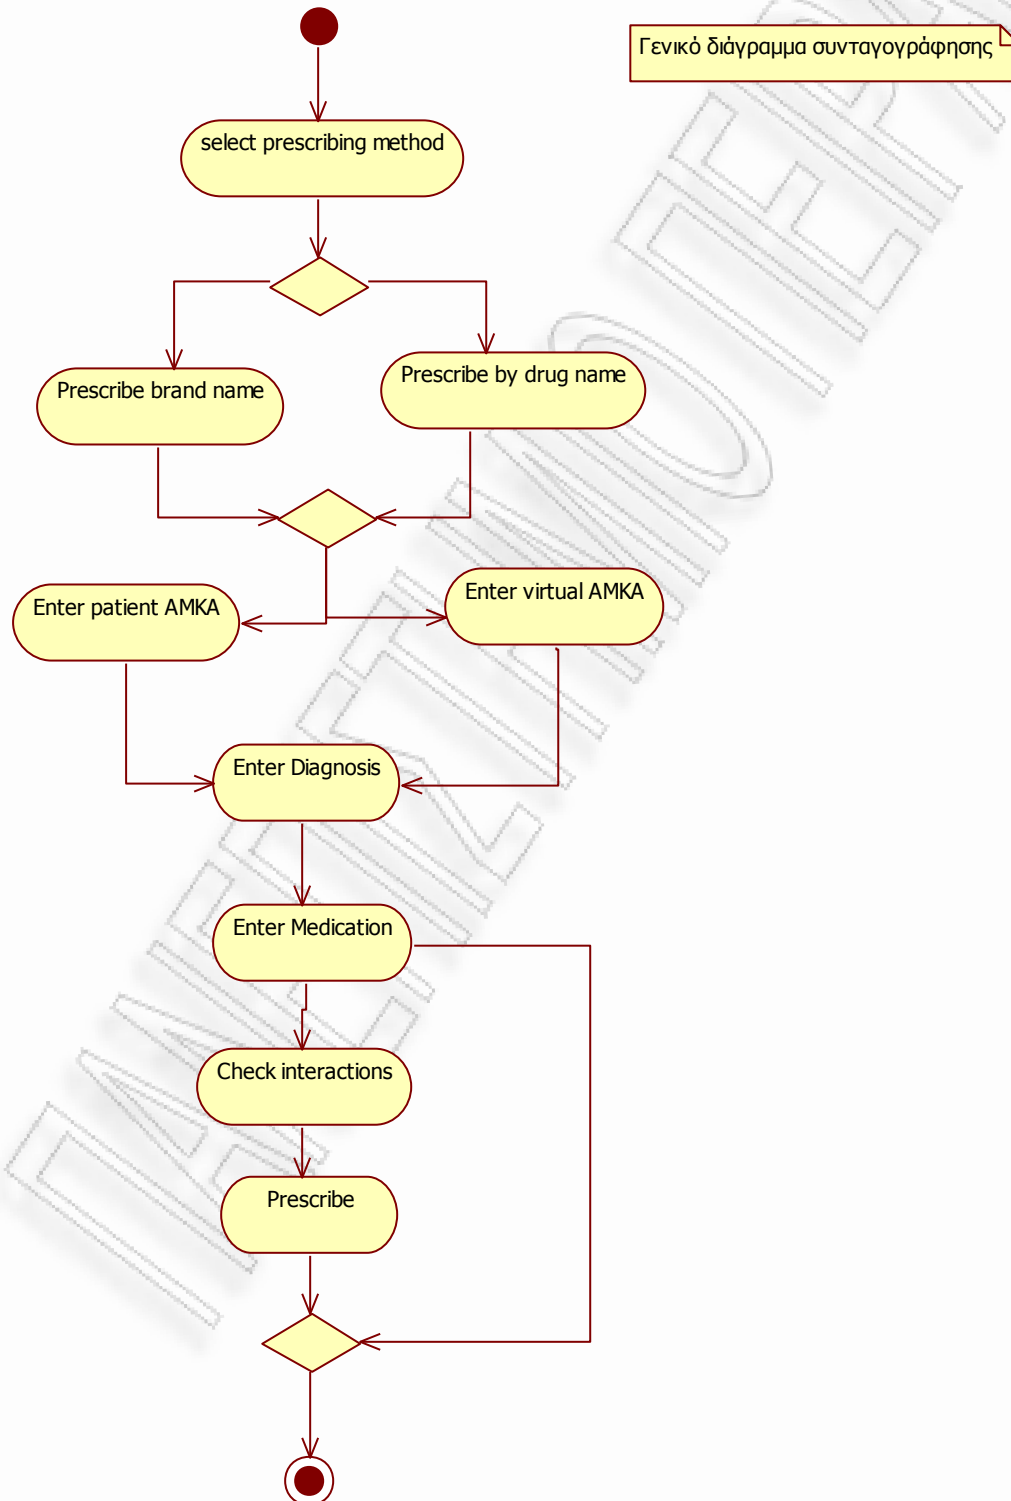 Γενικό διάγραμμα συνταγογράφησης
select prescribing method
Prescribe brand name
Prescribe by drug name
Enter patient AMKA
Enter virtual AMKA
Enter Diagnosis
Enter Medication
Check interactions
Prescribe